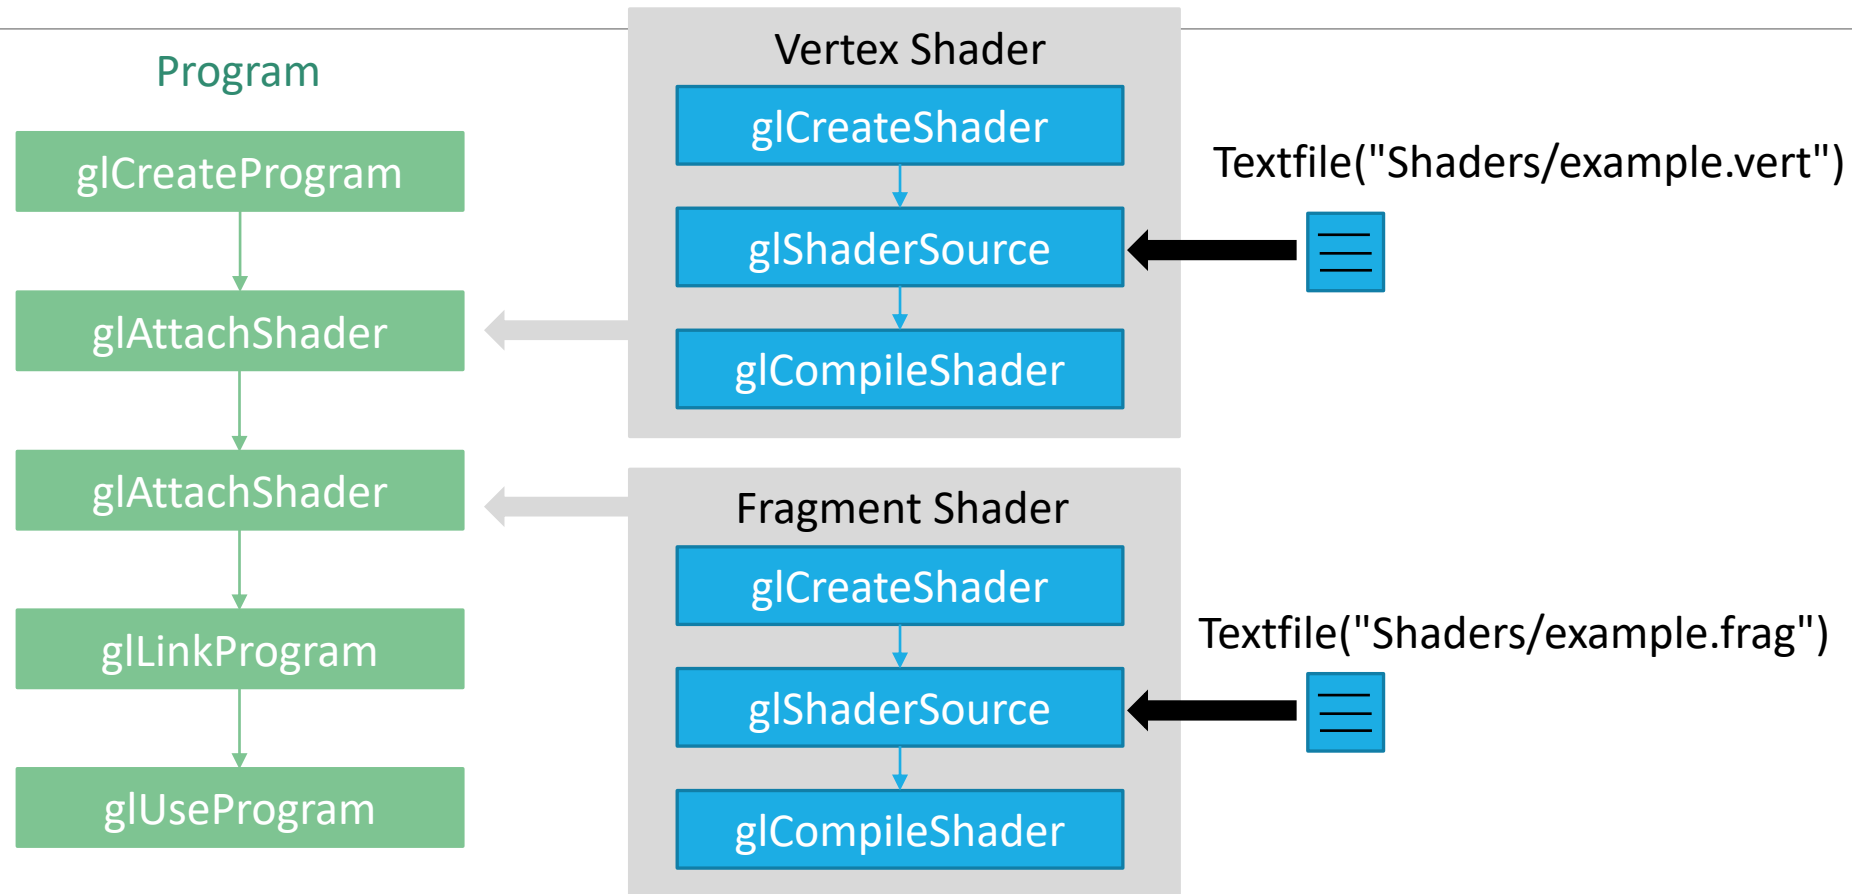 Program
glCreateProgram
glAttachShader
glAttachShader
glLinkProgram
glUseProgram
Vertex Shader
glCreateShader
glShaderSource
glCompileShader
Textfile("Shaders/example.vert")
Fragment Shader
glCreateShader
glShaderSource
glCompileShader
Textfile("Shaders/example.frag")